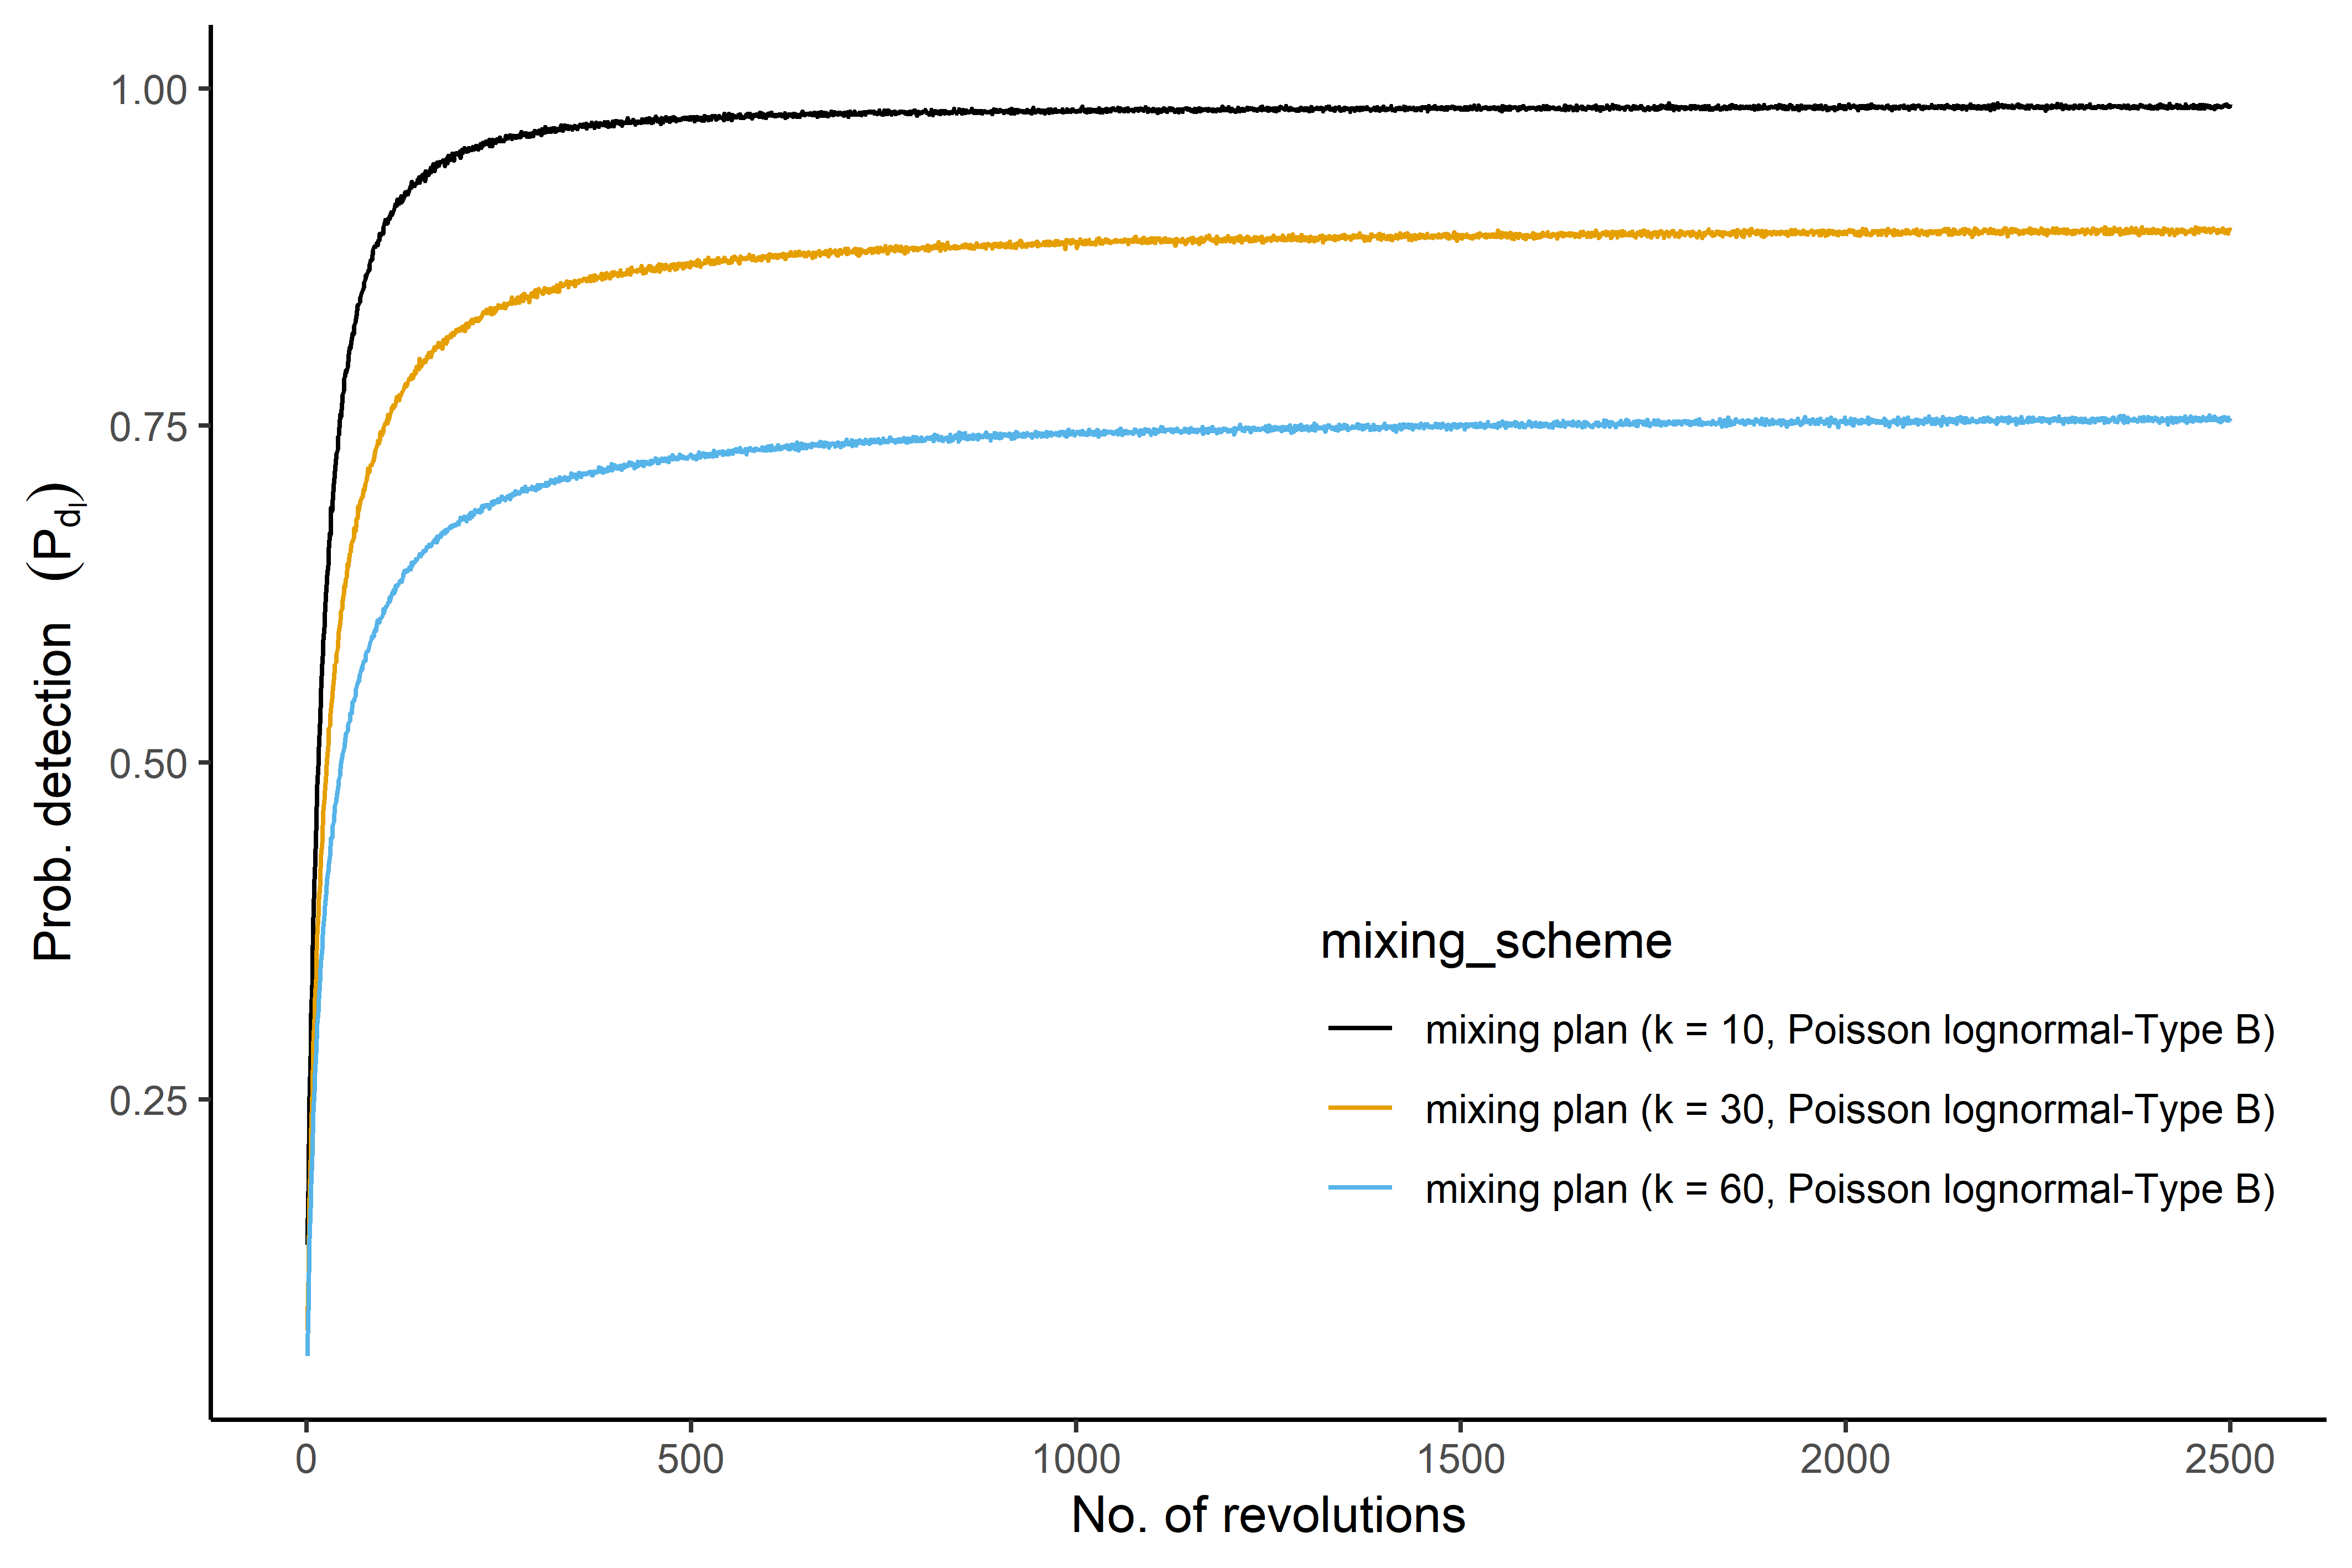 1.00
0.75
0.50
0.25
Prob. detection (P_{d_l})
0 500 1000 1500 2000 2500
No. of revolutions
mixing_scheme
mixing plan (k = 10, Poisson lognormal-Type B)
mixing plan (k = 30, Poisson lognormal-Type B)
mixing plan (k = 60, Poisson lognormal-Type B)